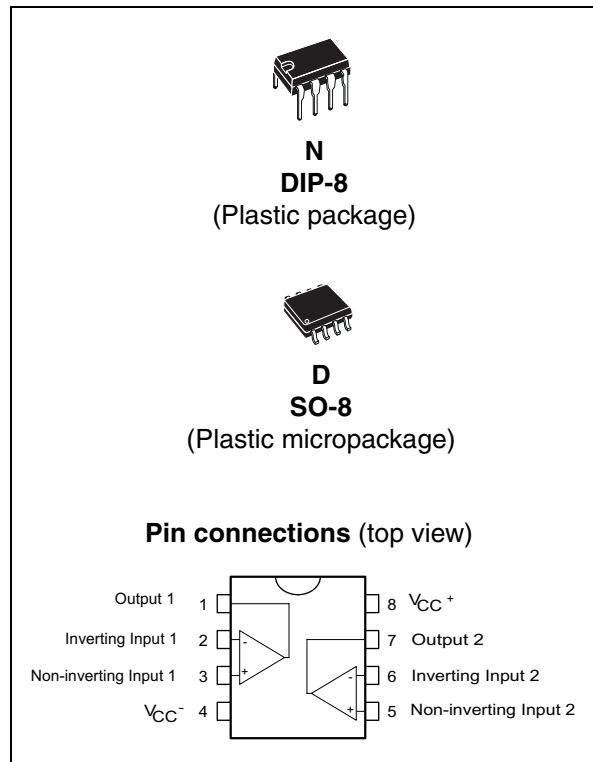 N
DIP-8
(Plastic package)
D
SO-8
(Plastic micropackage)
Pin connections (top view)
Output 1 1 8 VCC+
Inverting Input 1 2 - 7 Output 2
Non-inverting Input 1 3 + - 6 Inverting Input 2
VCC- 4 + 5 Non-inverting Input 2